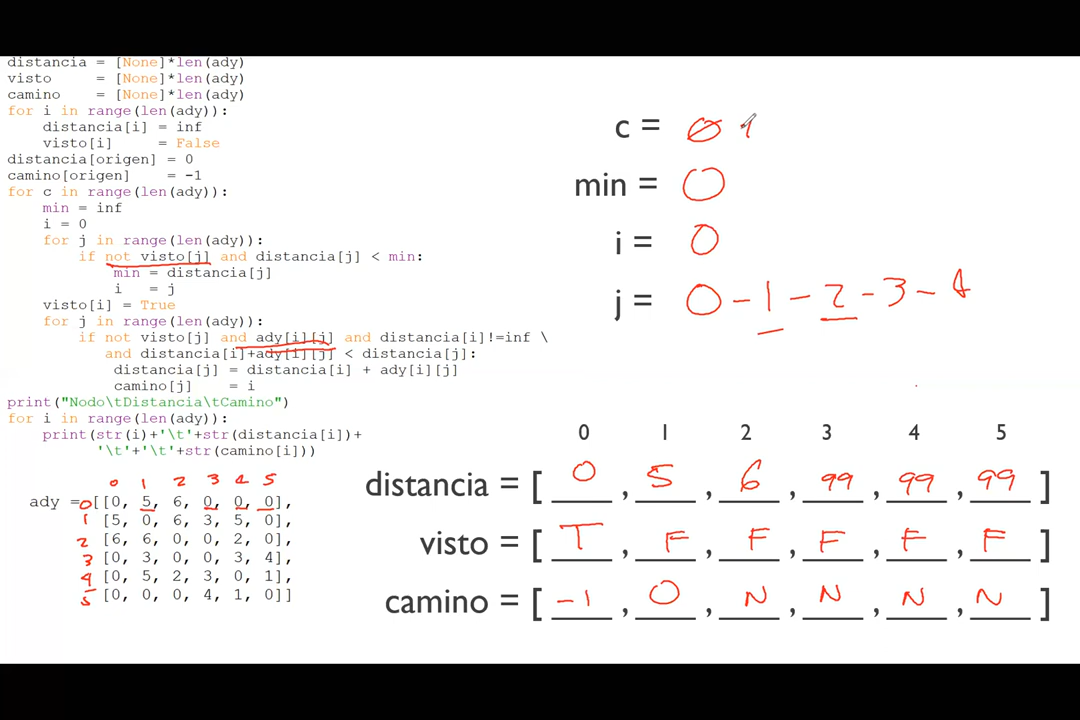 distancia = [None]*len(ady)
visto     = [None]*len(ady)
camino    = [None]*len(ady)
for i in range(len(ady)):
    distancia[i] = inf
    visto[i]     = False
distancia[origen] = 0
camino[origen]    = -1
for c in range(len(ady)):
    min = inf
    i = 0
    for j in range(len(ady)):
        if not visto[j] and distancia[j] < min:
            min = distancia[j]
            i   = j
    visto[i] = True
    for j in range(len(ady)):
        if not visto[j] and ady[i][j] and distancia[i]!=inf \
           and distancia[i]+ady[i][j] < distancia[j]:
            distancia[j] = distancia[i] + ady[i][j]
            camino[j]    = i
print("Nodo\tDistancia\tCamino")
for i in range(len(ady)):
    print(str(i)+'\t'+str(distancia[i])+
          '\t'+'\t'+str(camino[i]))
0 1 2 3 4 5
ady =0[[0, 5, 6, 0, 0, 0],
1 [5, 0, 6, 3, 5, 0],
2 [6, 6, 0, 0, 2, 0],
3 [0, 3, 0, 0, 3, 4],
4 [0, 5, 2, 3, 0, 1],
5 [0, 0, 0, 4, 1, 0]]
c = 0 1
min = 0
i = 0
j = 0 - 1 - 2 - 3 - 4
0 1 2 3 4 5
distancia = [ 0 , 5 , 6 , 99 , 99 , 99 ]
visto = [ T , F , F , F , F , F ]
camino = [ -1 , 0 , N , N , N , N ]